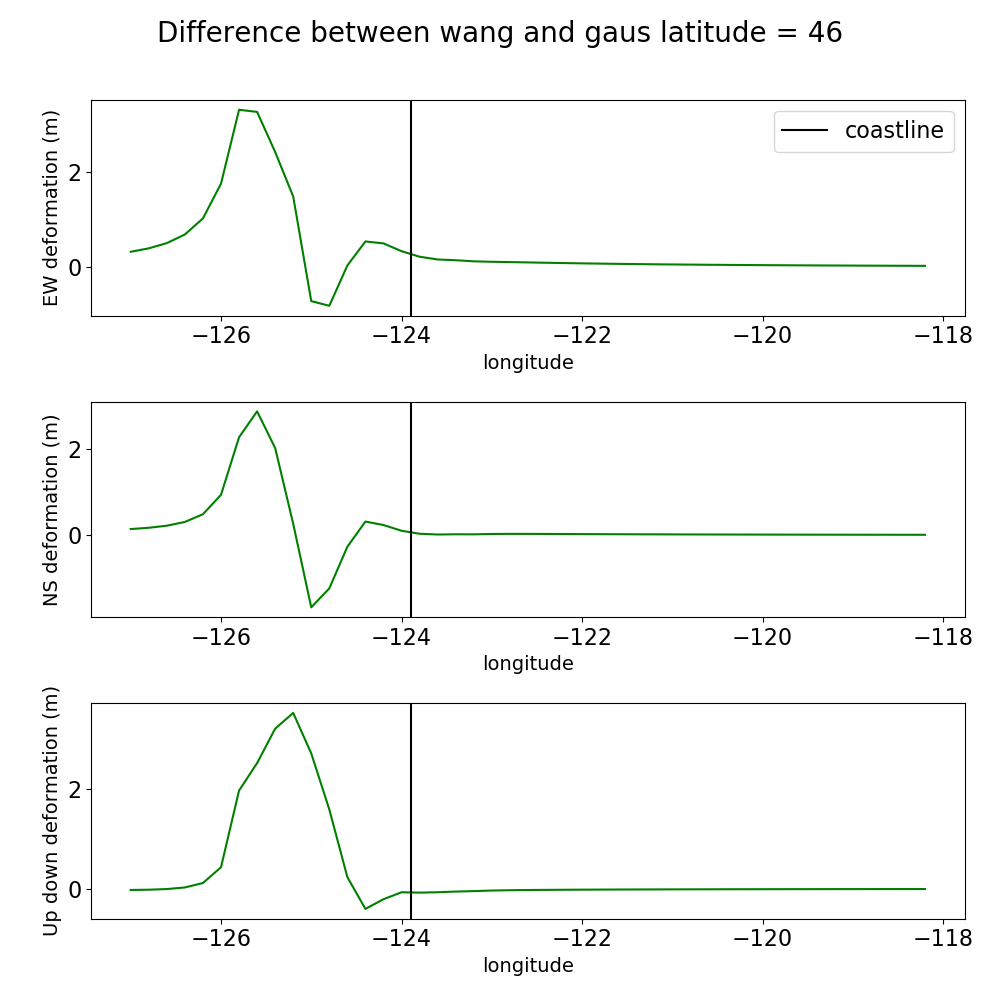 Difference between wang and gaus latitude = 46
EW deformation (m)
2
0
coastline
−126 −124 −122 −120 −118
longitude
NS deformation (m)
2
0
−126 −124 −122 −120 −118
longitude
Up down deformation (m)
2
0
−126 −124 −122 −120 −118
longitude